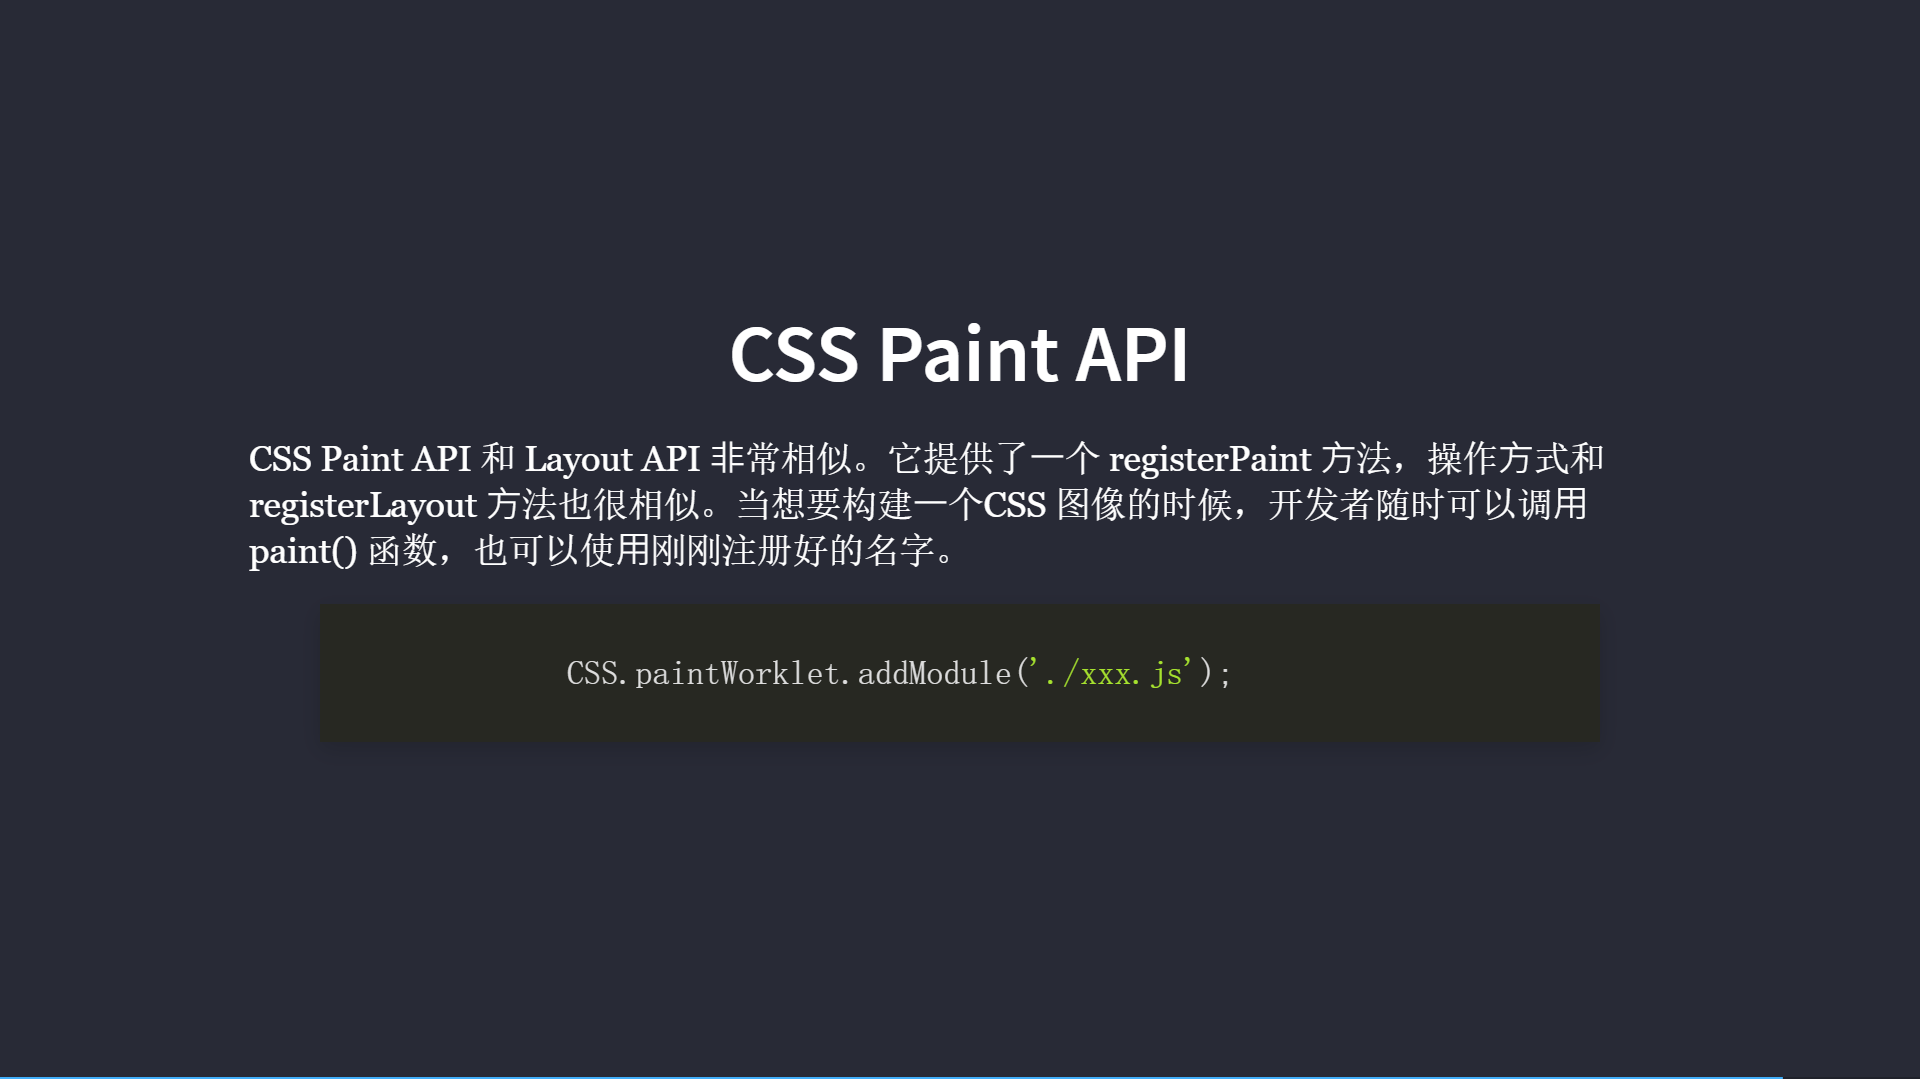 CSS Paint API
CSS Paint API 和 Layout API 非常相似。它提供了一个 registerPaint 方法，操作方式和
registerLayout 方法也很相似。当想要构建一个CSS 图像的时候，开发者随时可以调用
paint() 函数，也可以使用刚刚注册好的名字。
CSS.paintWorklet.addModule('./xxx.js');